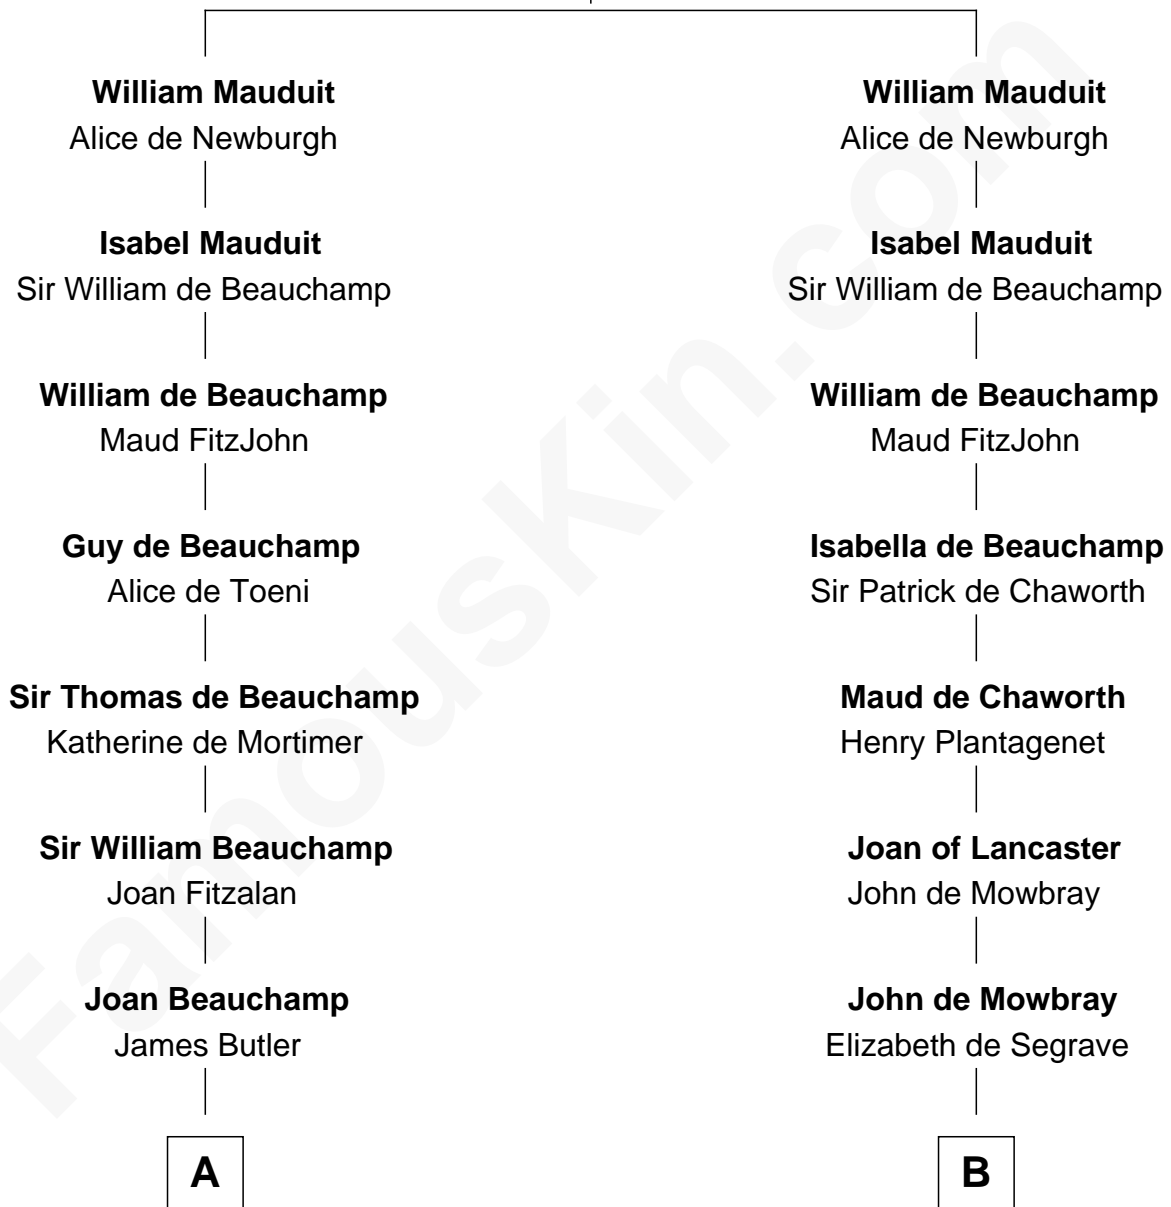 William Mauduit
Alice de Newburgh
Isabel Mauduit
Sir William de Beauchamp
William de Beauchamp
Maud FitzJohn
Guy de Beauchamp
Alice de Toeni
Sir Thomas de Beauchamp
Katherine de Mortimer
Sir William Beauchamp
Joan Fitzalan
Joan Beauchamp
James Butler
A
William Mauduit
Alice de Newburgh
Isabel Mauduit
Sir William de Beauchamp
William de Beauchamp
Maud FitzJohn
Isabella de Beauchamp
Sir Patrick de Chaworth
Maud de Chaworth
Henry Plantagenet
Joan of Lancaster
John de Mowbray
John de Mowbray
Elizabeth de Segrave
B
FamousKin.com